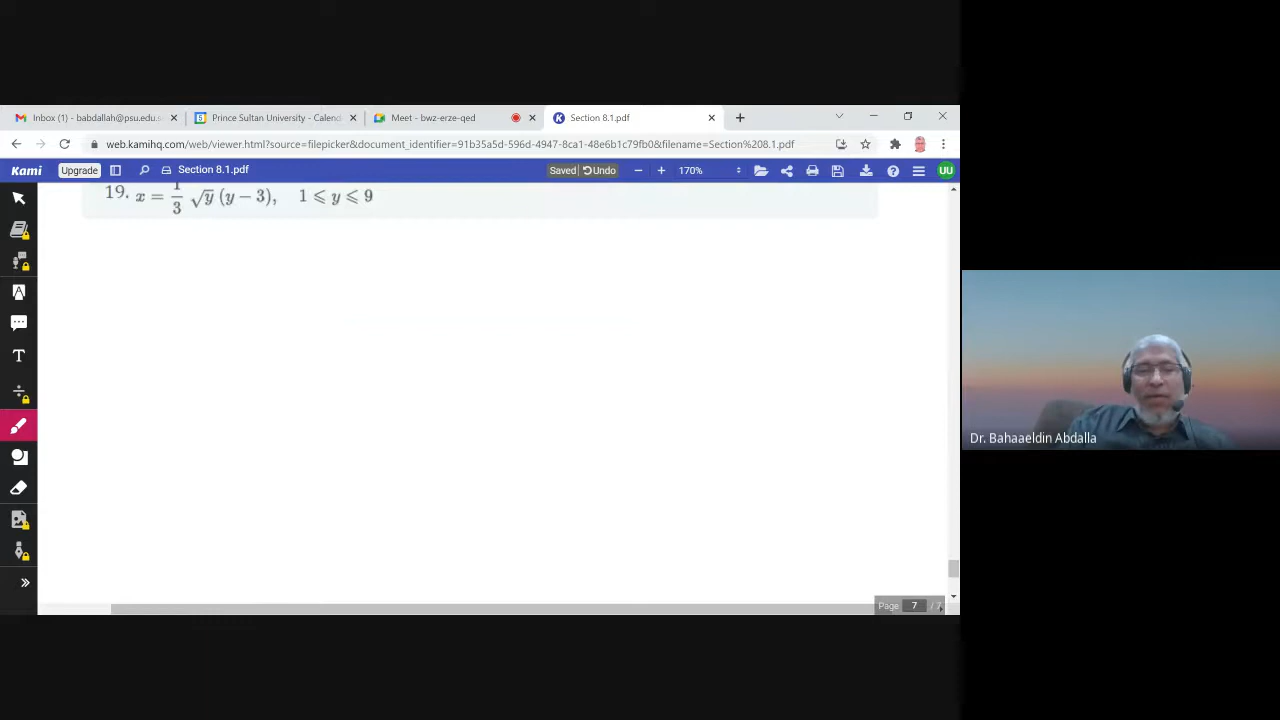 Inbox (1) - babdallah@psu.edu.s
Prince Sultan University - Calend
Meet - bwz-erze-qed
Section 8.1.pdf
web.kamihq.com/web/viewer.html?source=filepicker&document_identifier=91b35a5d-596d-4947-8ca1-48e6b1c79fb0&filename=Section%208.1.pdf
Kami Upgrade Section 8.1.pdf Saved Undo 170% UU
19. x = 1/3 √y (y − 3), 1 ⩽ y ⩽ 9
T
Dr. Bahaaeldin Abdalla
Page 7 / 7